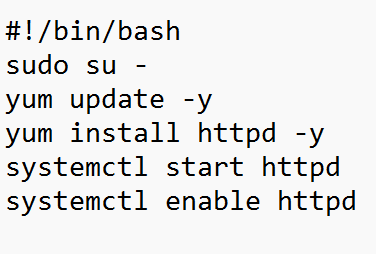 #!/bin/bash
sudo su -
yum update -y
yum install httpd -y
systemctl start httpd
systemctl enable httpd